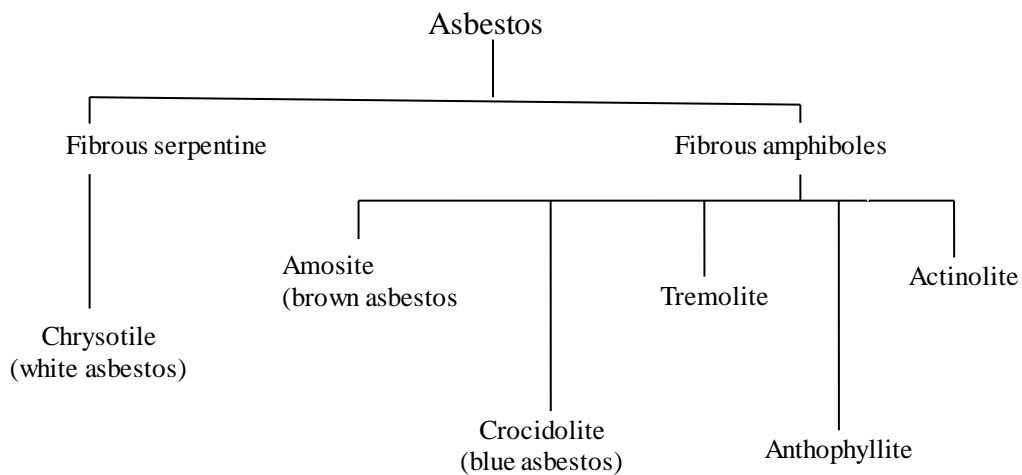 Asbestos
Fibrous serpentine
Fibrous amphiboles
Amosite
(brown asbestos
Tremolite
Actinolite
Chrysotile
(white asbestos)
Crocidolite
(blue asbestos)
Anthophyllite